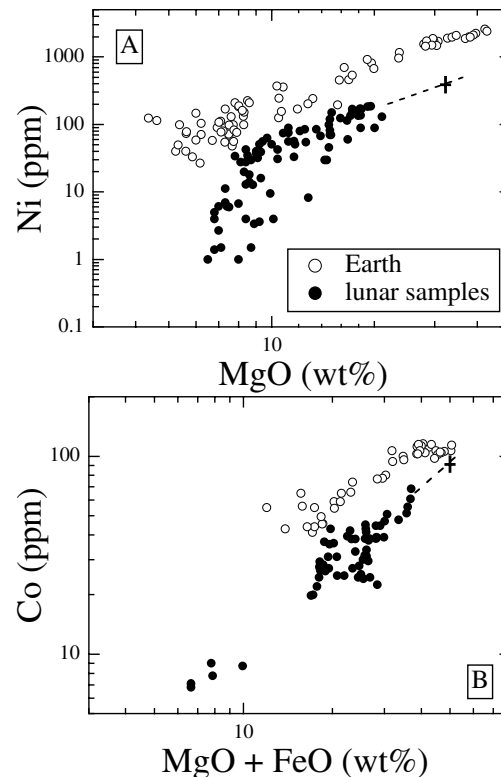 A
1000
100
10
1
0.1
Ni (ppm)
Earth
lunar samples
10
MgO (wt%)
100
10
Co (ppm)
B
10
MgO + FeO (wt%)